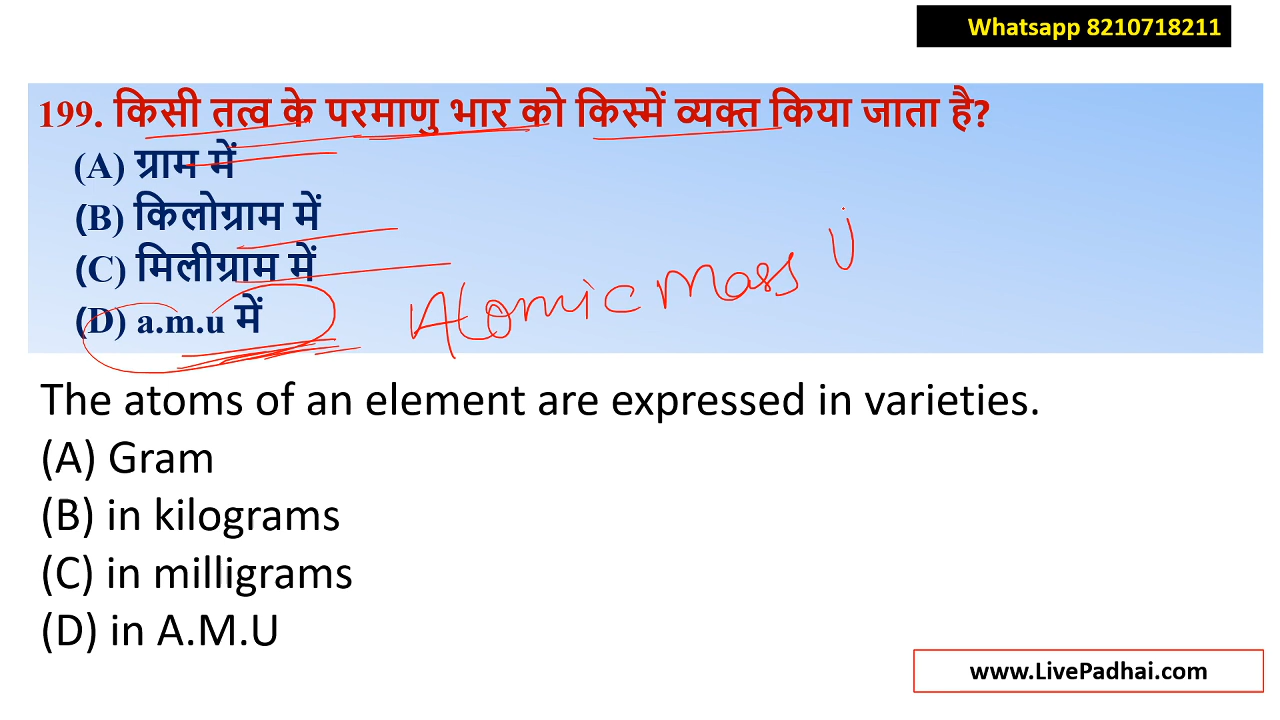 Whatsapp 8210718211
199. किसी तत्व के परमाणु भार को किस्में व्यक्त किया जाता है?
(A) ग्राम में
(B) किलोग्राम में
(C) मिलीग्राम में
(D) a.m.u में
Atomic Mass U
The atoms of an element are expressed in varieties.
(A) Gram
(B) in kilograms
(C) in milligrams
(D) in A.M.U
www.LivePadhai.com